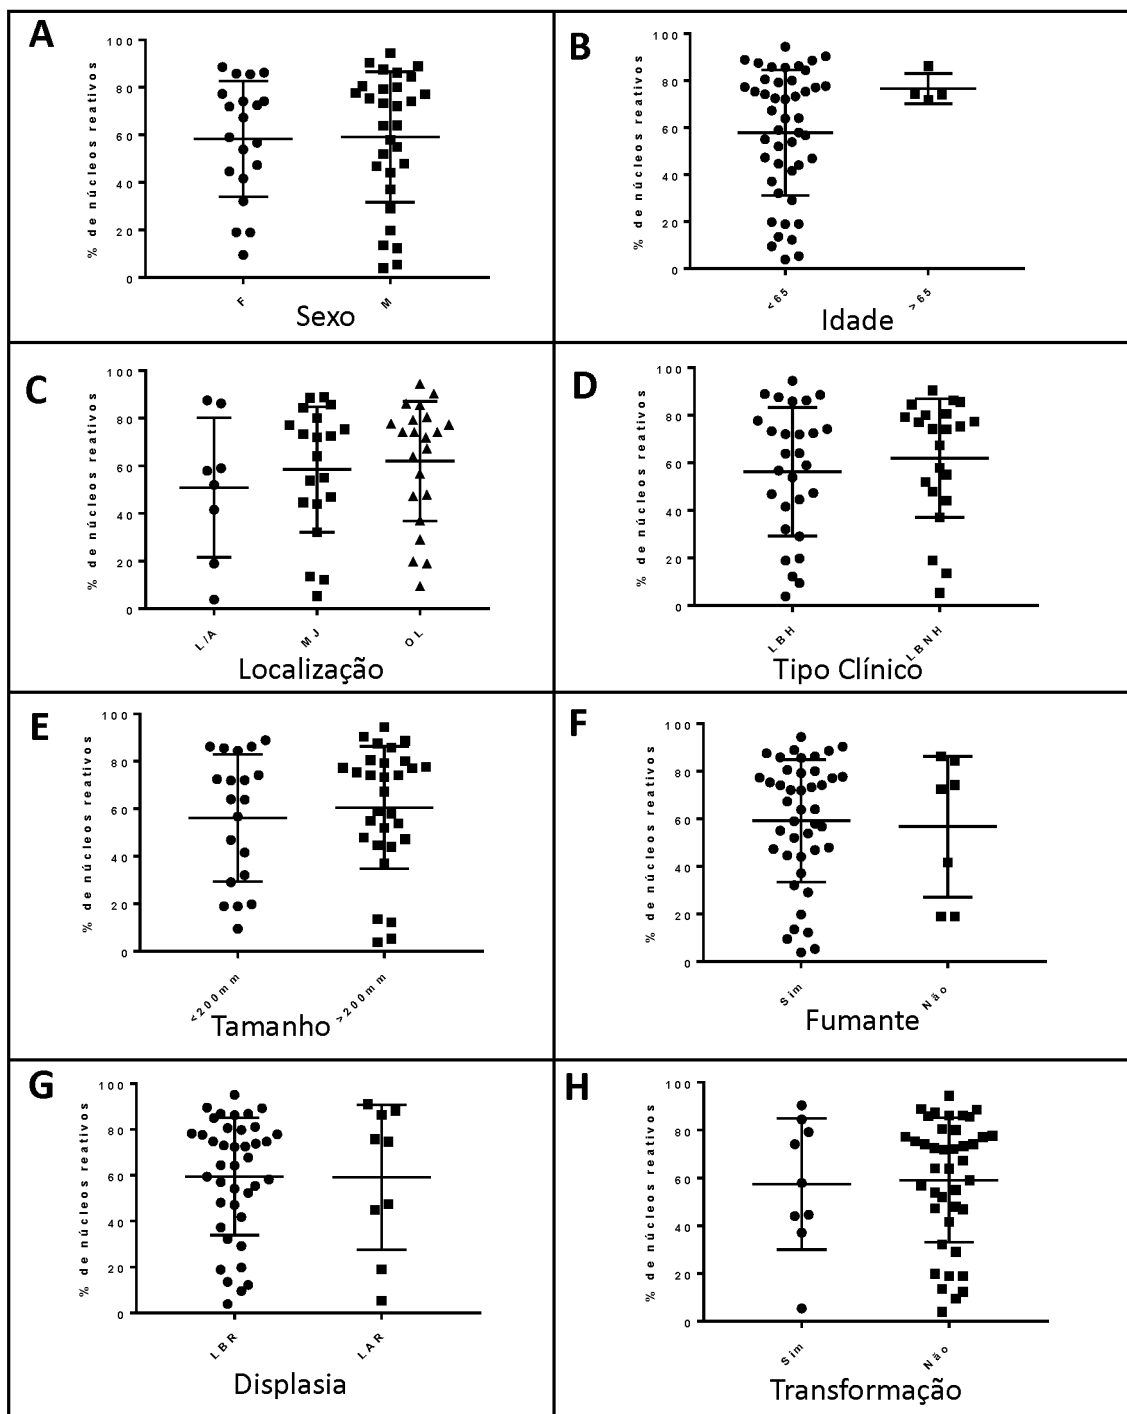 A
% de núcleos reativos
100
80
60
40
20
0
F
M
Sexo
B
% de núcleos reativos
100
80
60
40
20
0
<65
>65
Idade
C
% de núcleos reativos
100
80
60
40
20
0
L/A
MJ
OL
Localização
D
% de núcleos reativos
100
80
60
40
20
0
LBH
LBNH
Tipo Clínico
E
% de núcleos reativos
100
80
60
40
20
0
<200mm
>200mm
Tamanho
F
% de núcleos reativos
100
80
60
40
20
0
Sim
Não
Fumante
G
% de núcleos reativos
100
80
60
40
20
0
LBR
LAR
Displasia
H
% de núcleos reativos
100
80
60
40
20
0
Sim
Não
Transformação